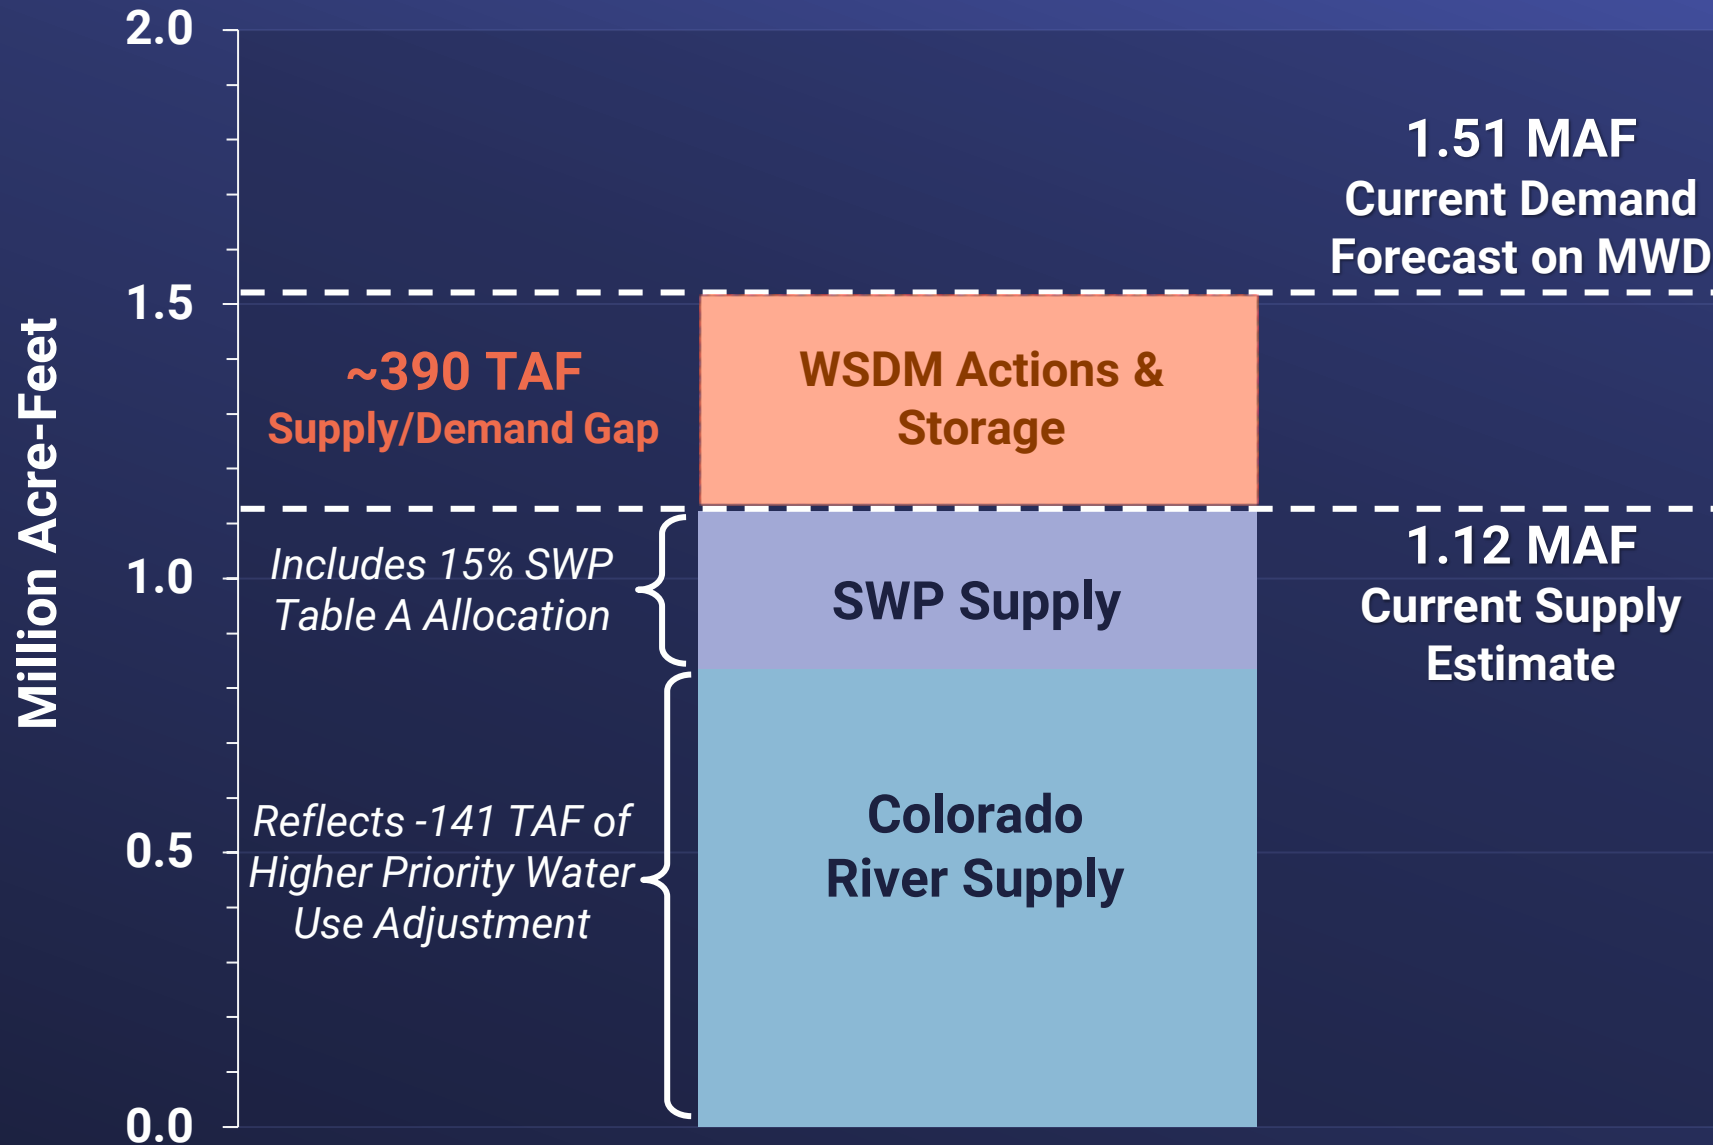 2.0
1.5
1.0
0.5
0.0
Million Acre-Feet
~390 TAF
Supply/Demand Gap
Includes 15% SWP
Table A Allocation
Reflects -141 TAF of
Higher Priority Water
Use Adjustment
WSDM Actions &
Storage
SWP Supply
Colorado
River Supply
1.51 MAF
Current Demand
Forecast on MWD
1.12 MAF
Current Supply
Estimate